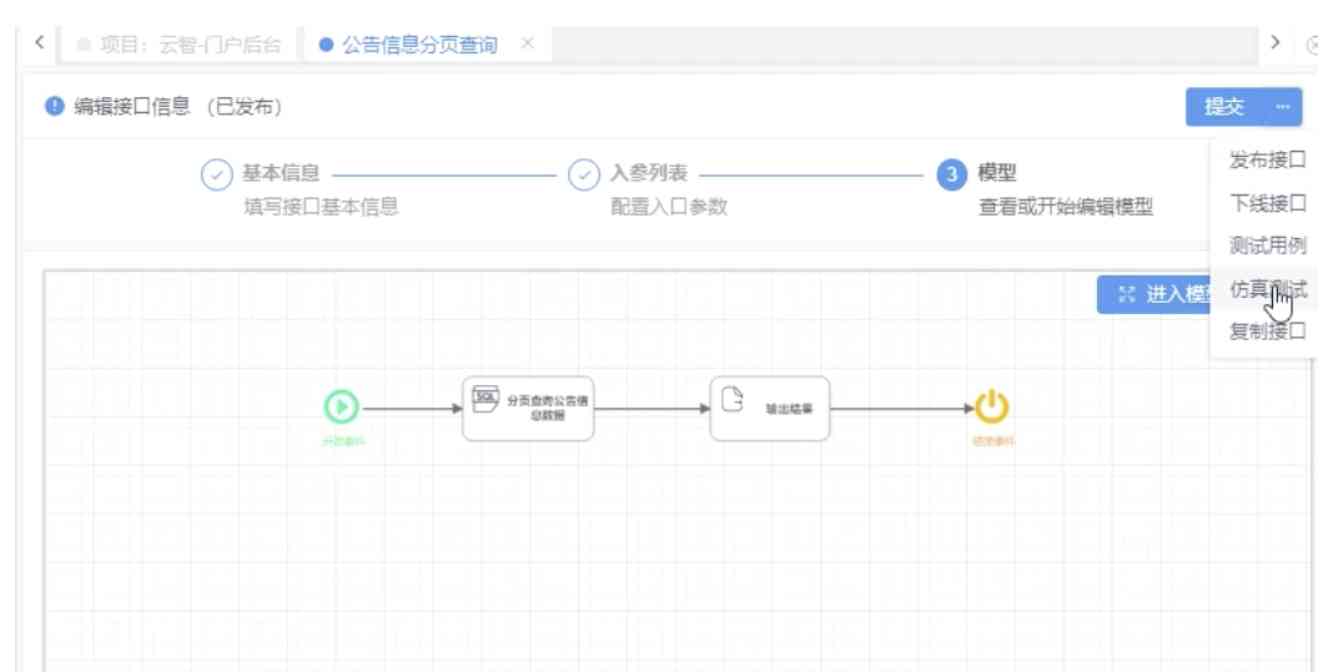 项目：云智-门户后台
公告信息分页查询
编辑接口信息 （已发布）
提交 ···
基本信息
填写接口基本信息
入参列表
配置入口参数
3 模型
查看或开始编辑模型
发布接口
下线接口
测试用例
仿真测试
复制接口
进入模型
SQL
分页查询公告信
息数据
输出结果
开始事件
结束事件